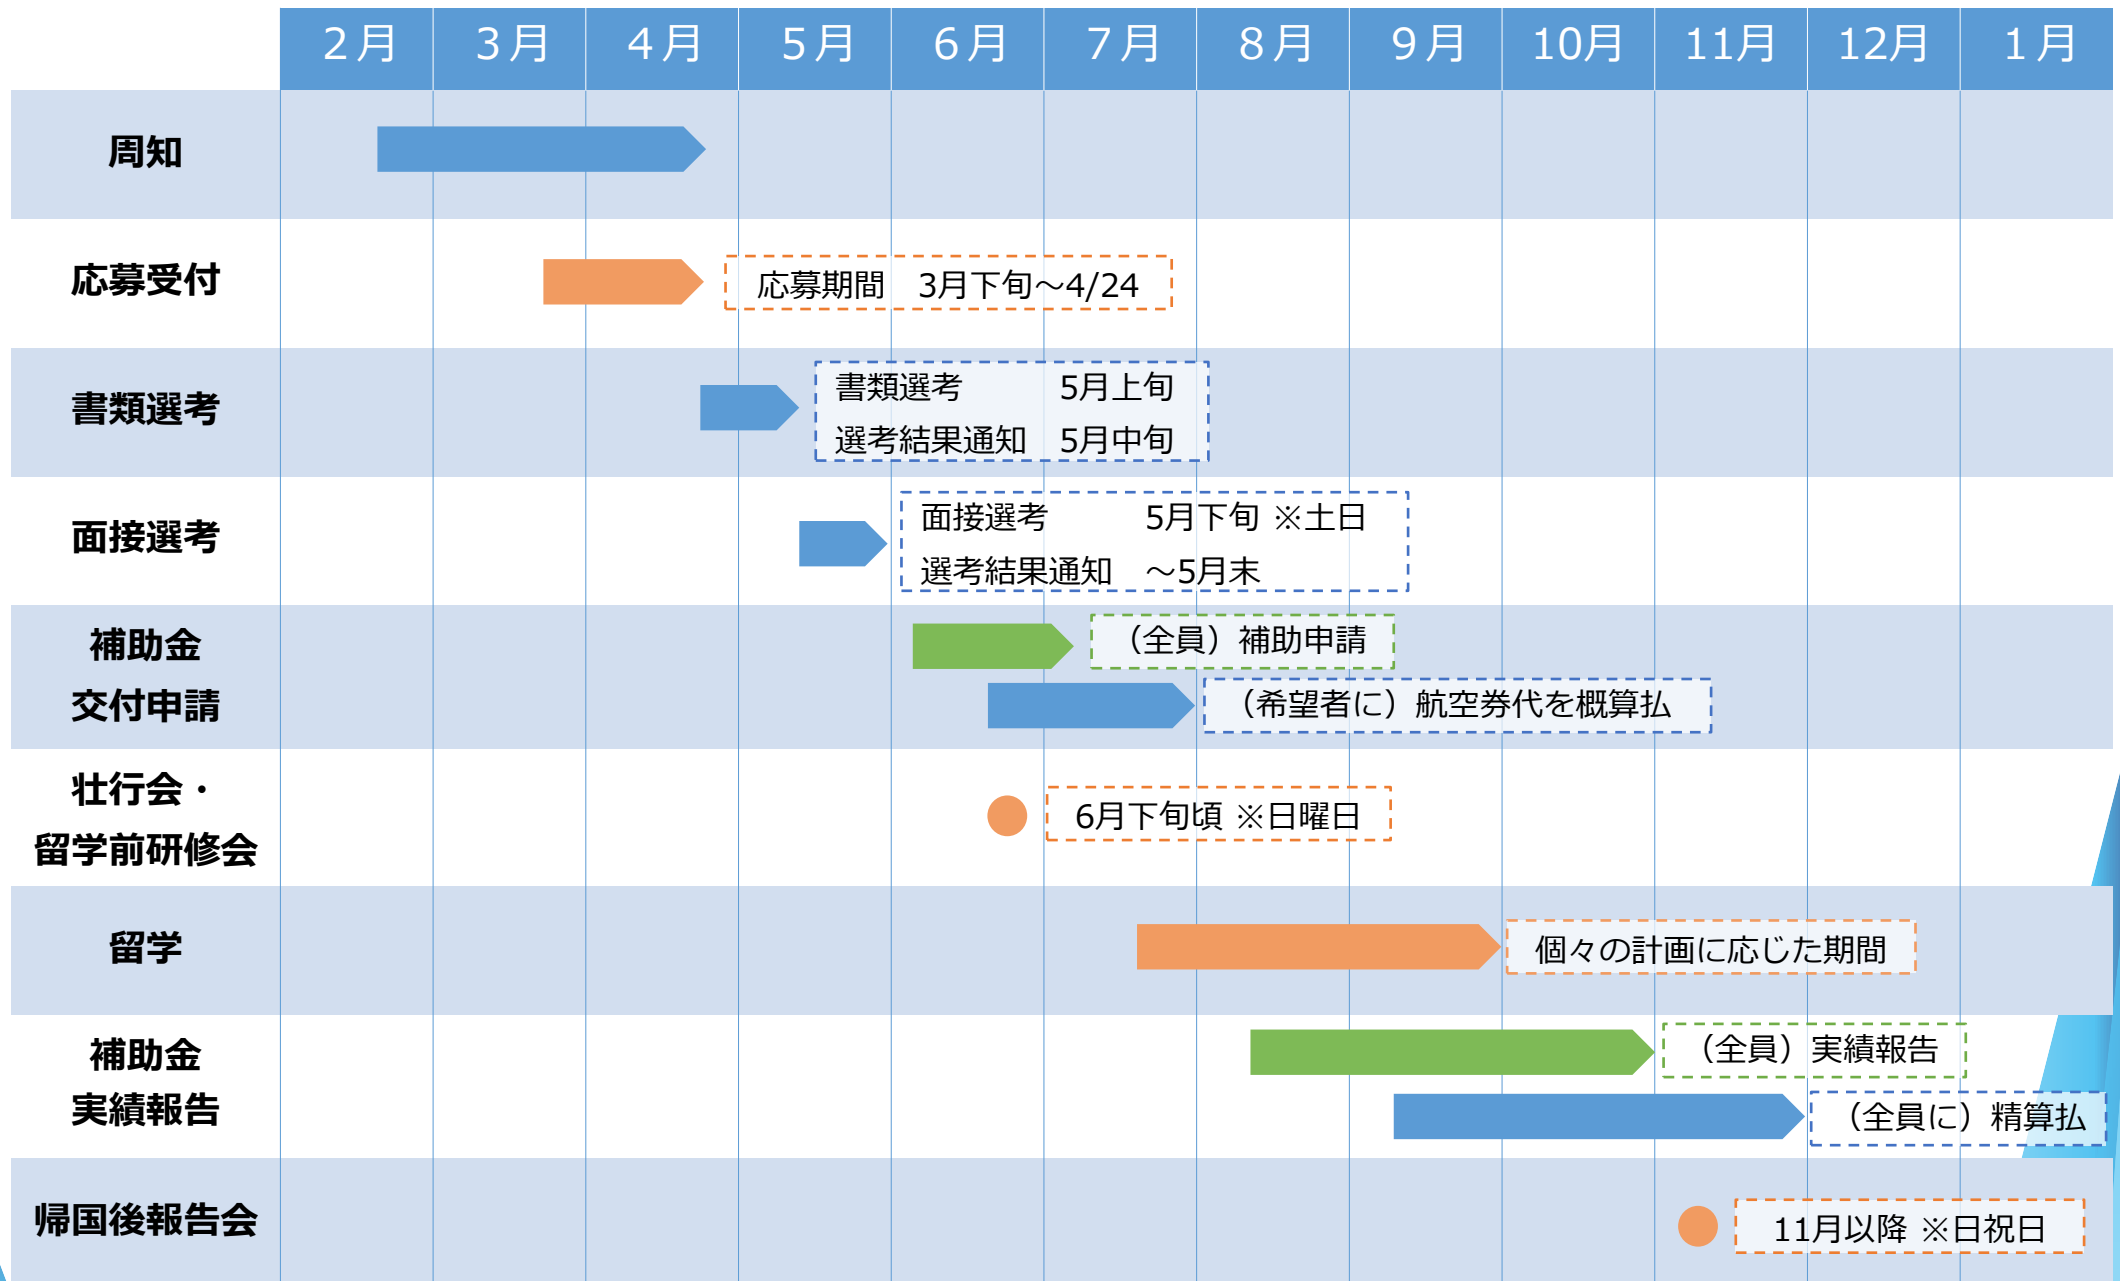 ２月 ３月 ４月 ５月 ６月 ７月 ８月 ９月 10月 11月 12月 １月
周知
応募受付
応募期間　3月下旬～4/24
書類選考
書類選考　　　5月上旬
選考結果通知　5月中旬
面接選考
面接選考　　　5月下旬 ※土日
選考結果通知　～5月末
補助金
交付申請
（全員）補助申請
（希望者に）航空券代を概算払
壮行会・
留学前研修会
6月下旬頃 ※日曜日
留学
個々の計画に応じた期間
補助金
実績報告
（全員）実績報告
（全員に）精算払
帰国後報告会
11月以降 ※日祝日